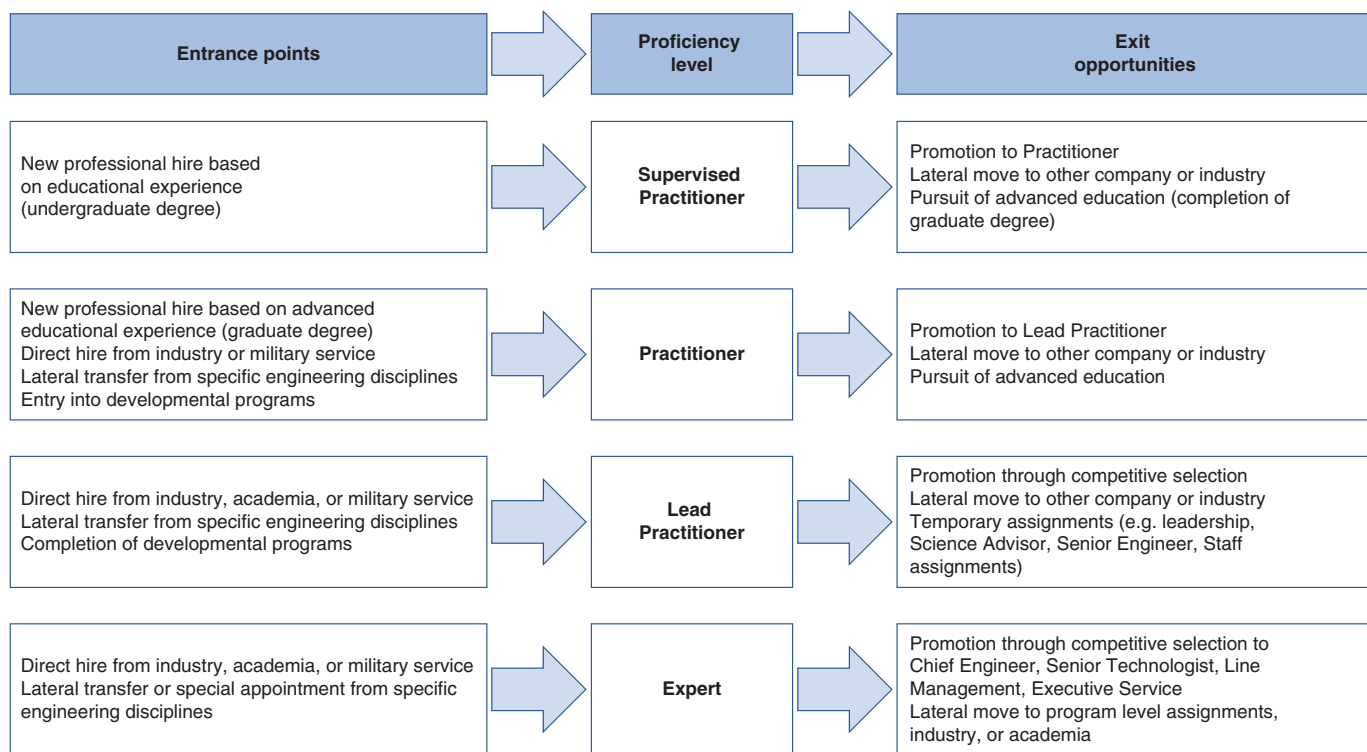 Entrance points
Proficiency
level
Exit
opportunities
New professional hire based
on educational experience
(undergraduate degree)
Supervised
Practitioner
Promotion to Practitioner
Lateral move to other company or industry
Pursuit of advanced education (completion of
graduate degree)
New professional hire based on advanced
educational experience (graduate degree)
Direct hire from industry or military service
Lateral transfer from specific engineering disciplines
Entry into developmental programs
Practitioner
Promotion to Lead Practitioner
Lateral move to other company or industry
Pursuit of advanced education
Direct hire from industry, academia, or military service
Lateral transfer from specific engineering disciplines
Completion of developmental programs
Lead
Practitioner
Promotion through competitive selection
Lateral move to other company or industry
Temporary assignments (e.g. leadership,
Science Advisor, Senior Engineer, Staff
assignments)
Direct hire from industry, academia, or military service
Lateral transfer or special appointment from specific
engineering disciplines
Expert
Promotion through competitive selection to
Chief Engineer, Senior Technologist, Line
Management, Executive Service
Lateral move to program level assignments,
industry, or academia